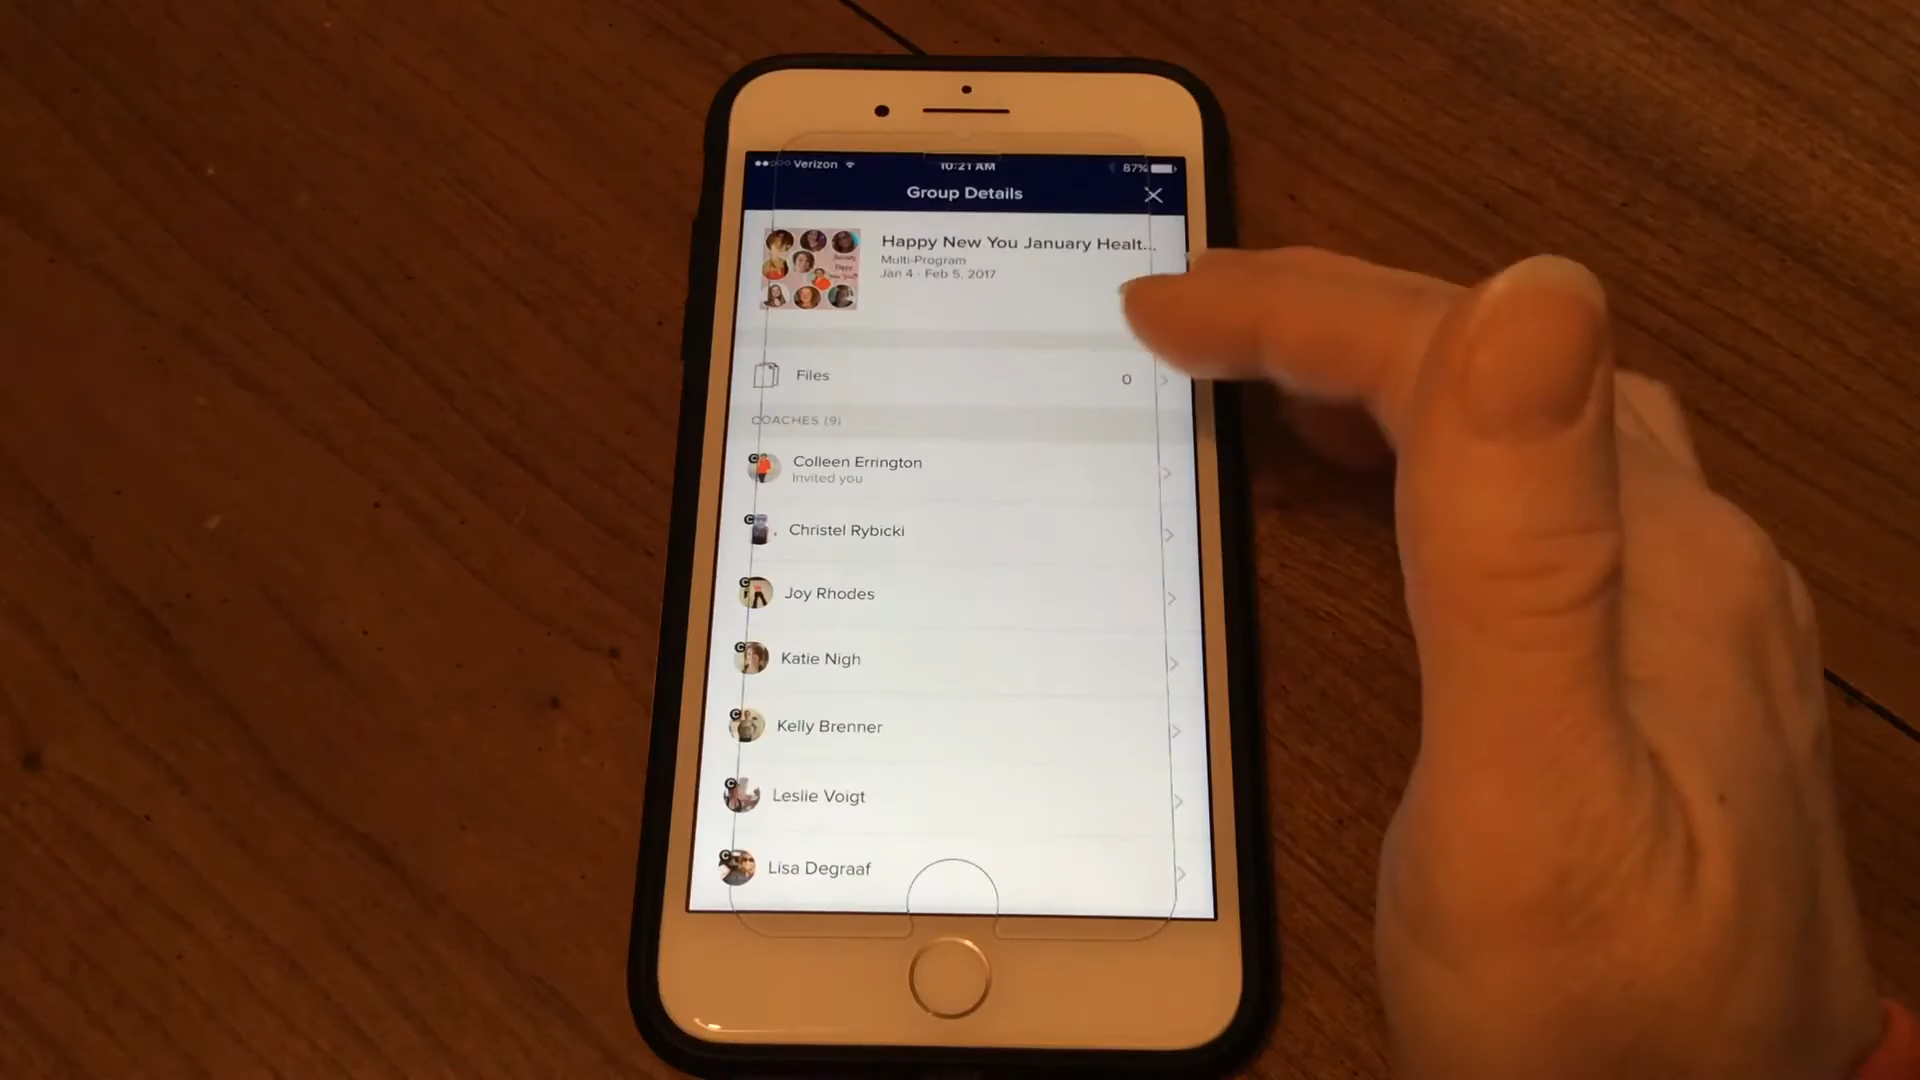 Verizon 10:21 AM 87%
Group Details
Happy New You January Healt...
Multi-Program
Jan 4 - Feb 5, 2017
Files 0
COACHES (9)
C Colleen Errington
Invited you
C Christel Rybicki
C Joy Rhodes
C Katie Nigh
C Kelly Brenner
C Leslie Voigt
C Lisa Degraaf